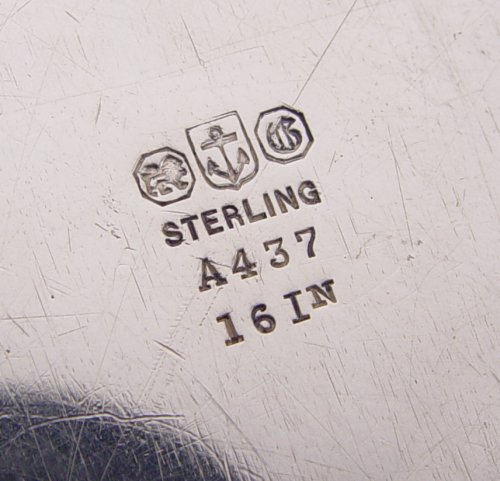 G
STERLING
A437
16 IN